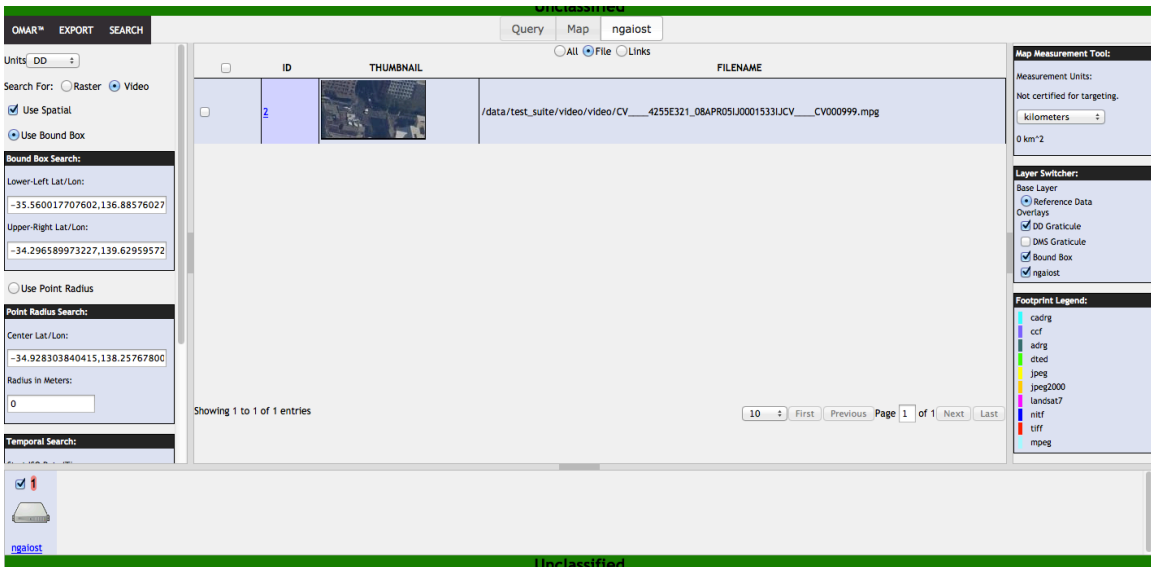 Unclassified
OMAR™ EXPORT SEARCH
Query Map ngaiost
Units DD
Search For: Raster Video
Use Spatial
Use Bound Box
Bound Box Search:
Lower-Left Lat/Lon:
-35.560017707602,136.88576027
Upper-Right Lat/Lon:
-34.296589973227,139.62959572
Use Point Radius
Point Radius Search:
Center Lat/Lon:
-34.928303840415,138.25767800
Radius in Meters:
0
Temporal Search:
All File Links
ID THUMBNAIL FILENAME
2 /data/test_suite/video/video/CV____4255E321_08APR05IJ0001533IJCV____CV000999.mpg
Showing 1 to 1 of 1 entries
10 First Previous Page 1 of 1 Next Last
Map Measurement Tool:
Measurement Units:
Not certified for targeting.
kilometers
0 km^2
Layer Switcher:
Base Layer
Reference Data
Overlays
DD Graticule
DMS Graticule
Bound Box
ngaiost
Footprint Legend:
cadrg
ccf
adrg
dted
jpeg
jpeg2000
landsat7
nitf
tiff
mpeg
1
ngaiost
Unclassified